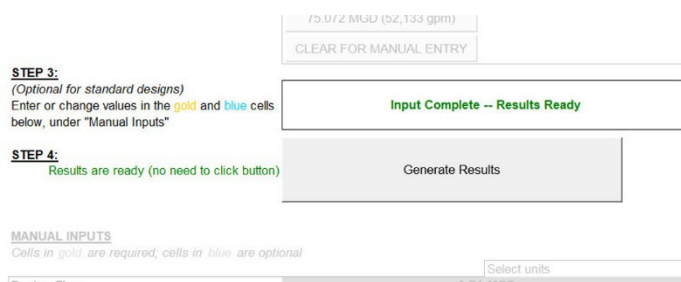 75.072 MGD (52,133 gpm)
CLEAR FOR MANUAL ENTRY
STEP 3:
(Optional for standard designs)
Enter or change values in the gold and blue cells
below, under "Manual Inputs"
Input Complete -- Results Ready
STEP 4:
Results are ready (no need to click button)
Generate Results
MANUAL INPUTS
Cells in gold are required; cells in blue are optional
Select units